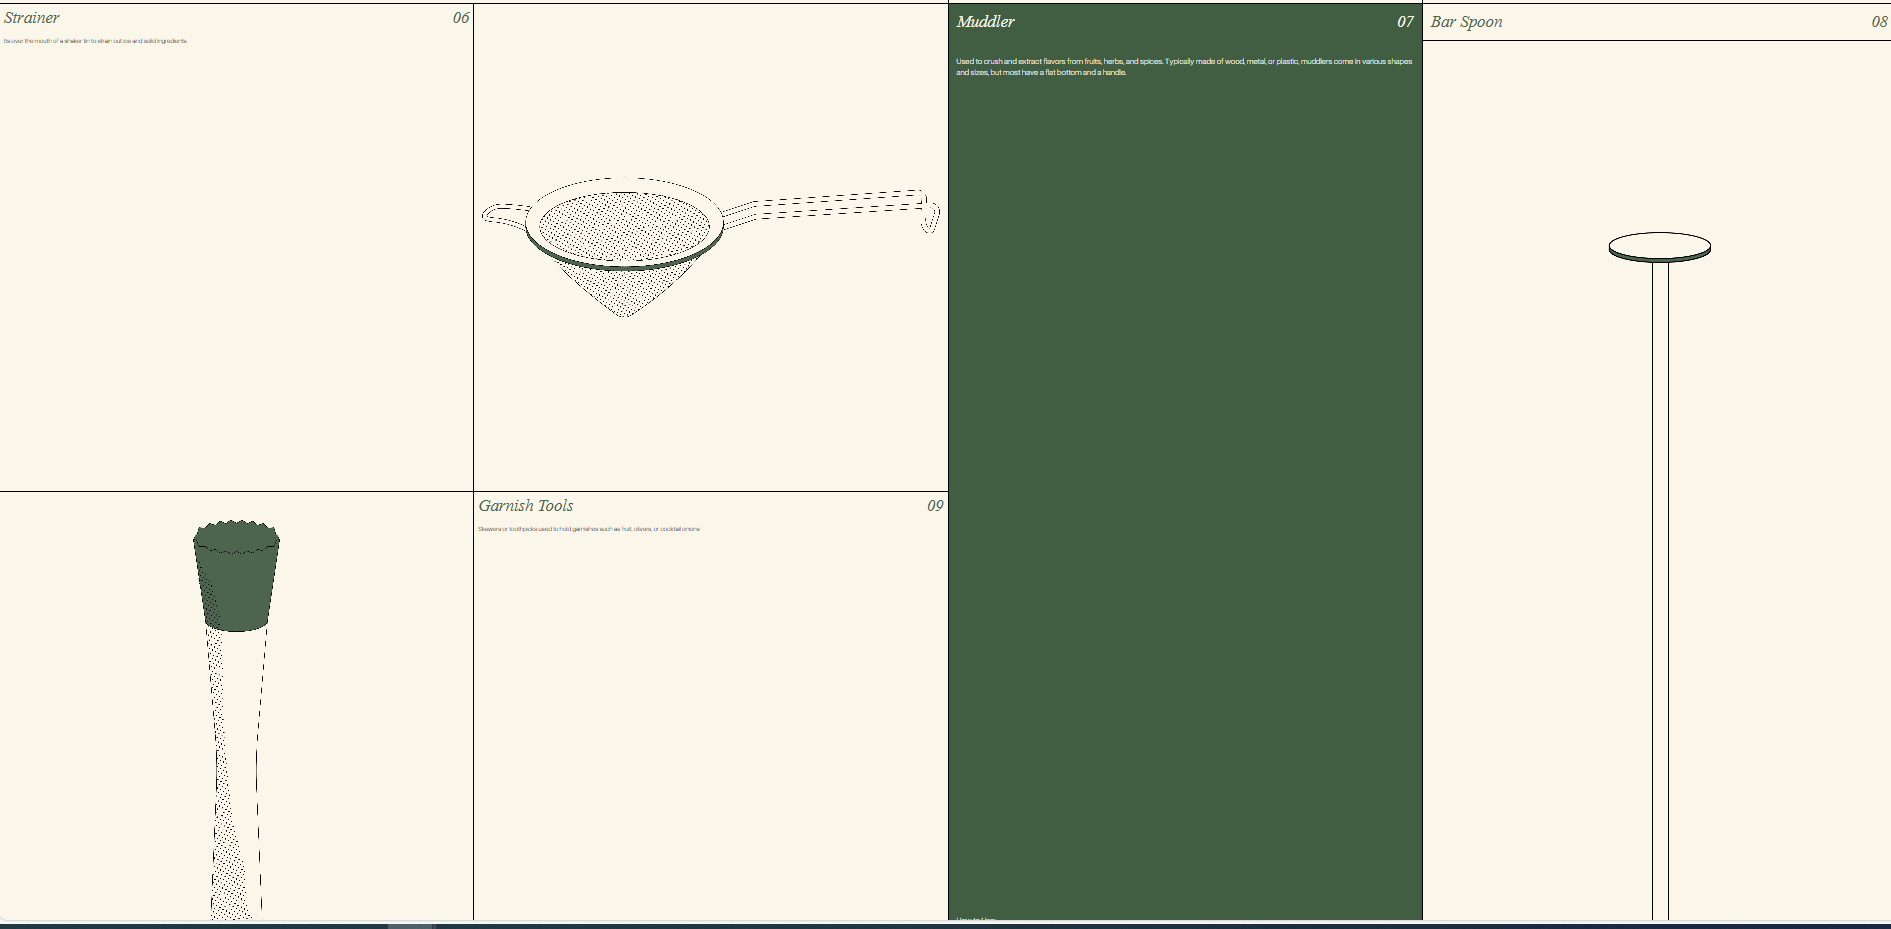 Strainer 06
Its over the mouth of a shaker tin to strain out ice and solid ingredients.
Muddler 07
Used to crush and extract flavors from fruits, herbs, and spices. Typically made of wood, metal, or plastic, muddlers come in various shapes
and sizes, but most have a flat bottom and a handle.
Bar Spoon 08
Garnish Tools 09
Skewers or toothpicks used to hold garnishes such as fruit, olives, or cocktail onions.